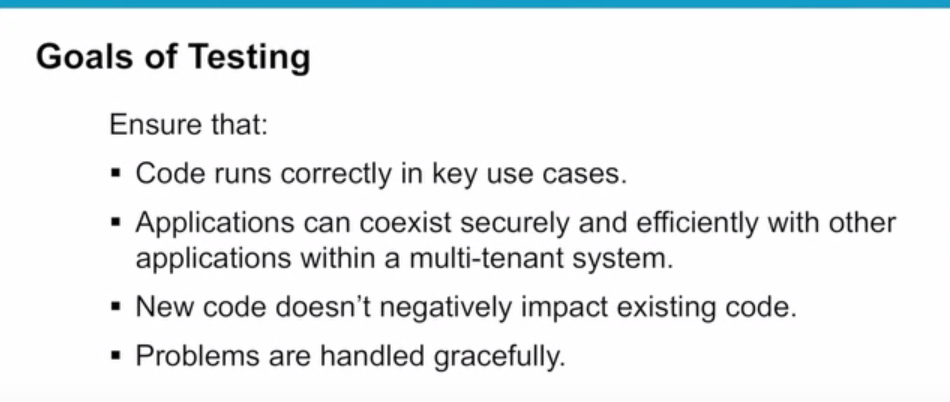 Goals of Testing
Ensure that:
▪ Code runs correctly in key use cases.
▪ Applications can coexist securely and efficiently with other
applications within a multi-tenant system.
▪ New code doesn’t negatively impact existing code.
▪ Problems are handled gracefully.